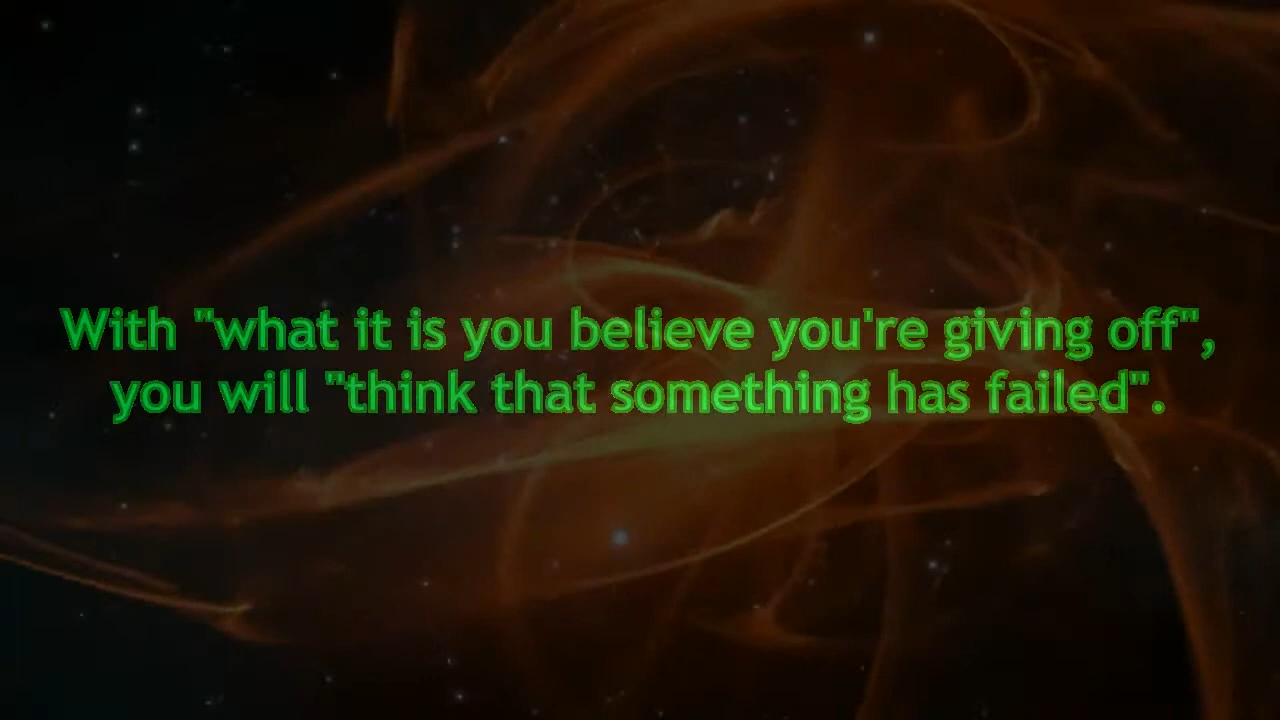 With "what it is you believe you're giving off",
you will "think that something has failed".